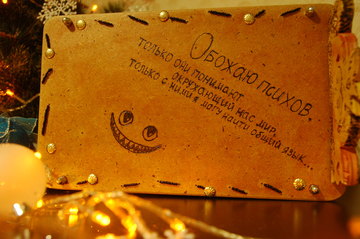 Обожаю психов.
только они понимают
окружающий нас мир.
только с ними я могу найти общий язык...